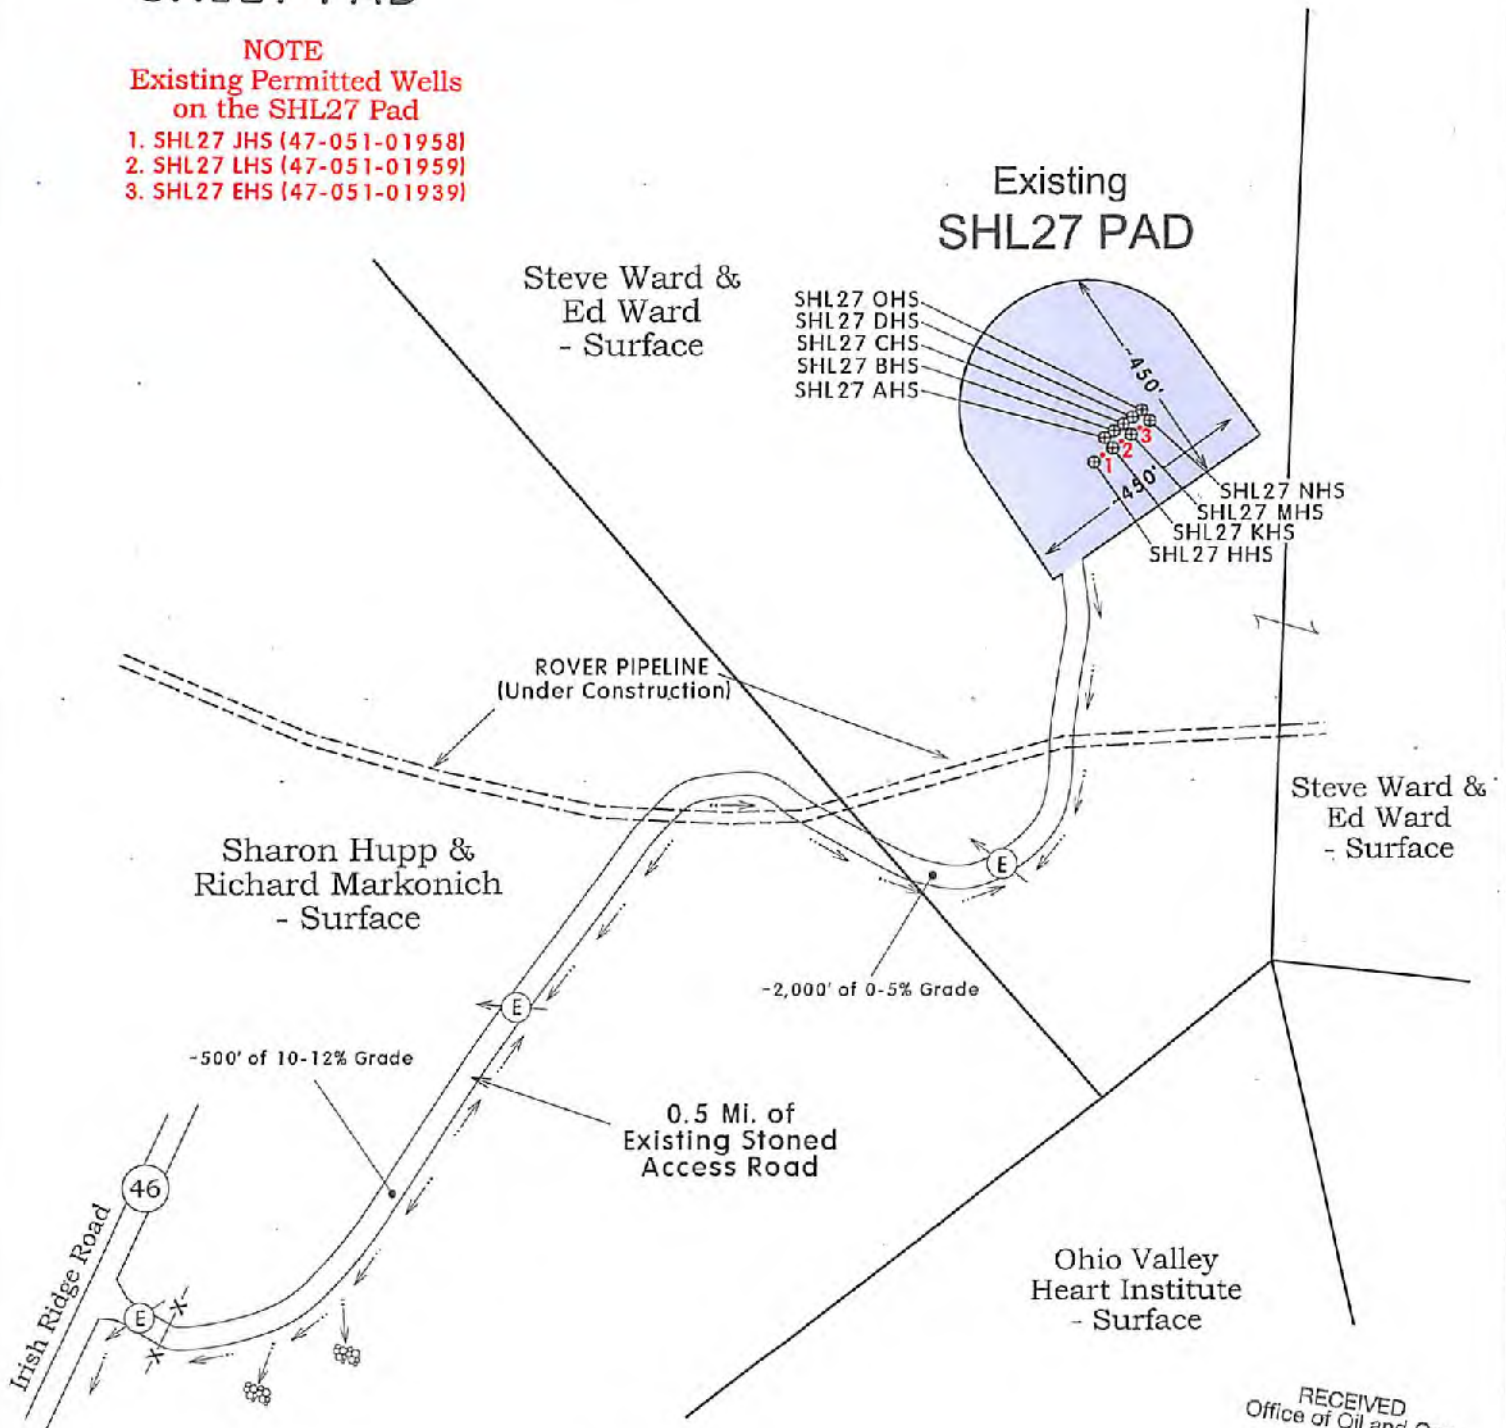 SHL27 PAD
NOTE
Existing Permitted Wells
on the SHL27 Pad
1. SHL27 JHS (47-051-01958)
2. SHL27 LHS (47-051-01959)
3. SHL27 EHS (47-051-01939)
Existing
SHL27 PAD
Steve Ward &
Ed Ward
- Surface
SHL27 OHS
SHL27 DHS
SHL27 CHS
SHL27 BHS
SHL27 AHS
~450'
3
2
1
~450'
SHL27 NHS
SHL27 MHS
SHL27 KHS
SHL27 HHS
ROVER PIPELINE
(Under Construction)
Steve Ward &
Ed Ward
- Surface
Sharon Hupp &
Richard Markonich
- Surface
E
~2,000' of 0-5% Grade
E
~500' of 10-12% Grade
0.5 Mi. of
Existing Stoned
Access Road
46
Irish Ridge Road
E
Ohio Valley
Heart Institute
- Surface
RECEIVED
Office of Oil and